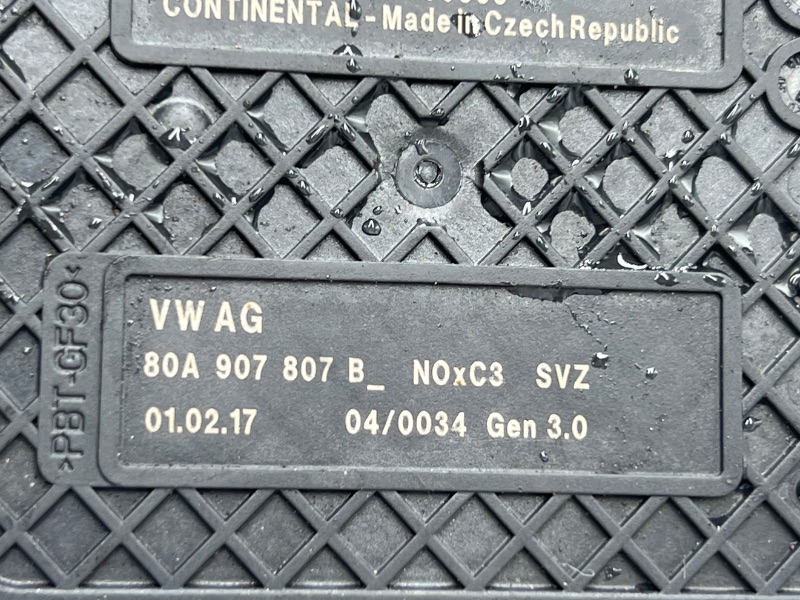 CONTINENTAL - Made in Czech Republic
>PBT-GF30<
VW AG
80A 907 807 B_ NOxC3 SVZ
01.02.17 04/0034 Gen 3.0